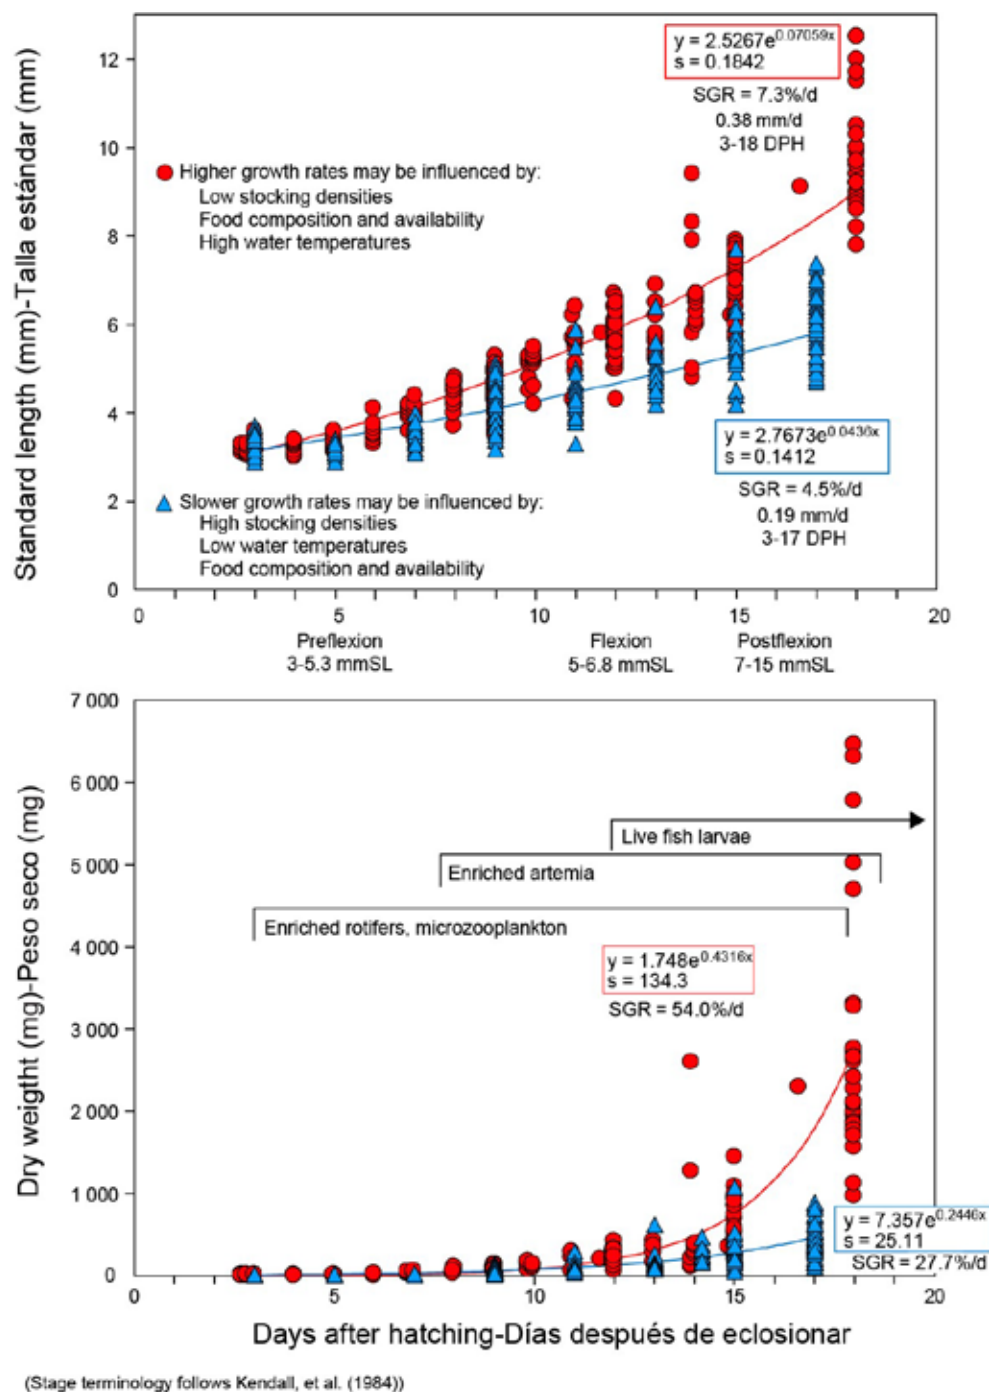 Standard length (mm)-Talla estándar (mm)
12
10
8
6
4
2
0
y = 2.5267e^0.07059x
s = 0.1842
SGR = 7.3%/d
0.38 mm/d
3-18 DPH
Higher growth rates may be influenced by:
Low stocking densities
Food composition and availability
High water temperatures
y = 2.7673e^0.0436x
s = 0.1412
SGR = 4.5%/d
0.19 mm/d
3-17 DPH
Slower growth rates may be influenced by:
High stocking densities
Low water temperatures
Food composition and availability
0 5 10 15 20
Preflexion Flexion Postflexion
3-5.3 mmSL 5-6.8 mmSL 7-15 mmSL
Dry weigtht (mg)-Peso seco (mg)
7 000
6 000
5 000
4 000
3 000
2 000
1 000
0
Live fish larvae
Enriched artemia
Enriched rotifers, microzooplankton
y = 1.748e^0.4316x
s = 134.3
SGR = 54.0%/d
y = 7.357e^0.2446x
s = 25.11
SGR = 27.7%/d
0 5 10 15 20
Days after hatching-Días después de eclosionar
(Stage terminology follows Kendall, et al. (1984))